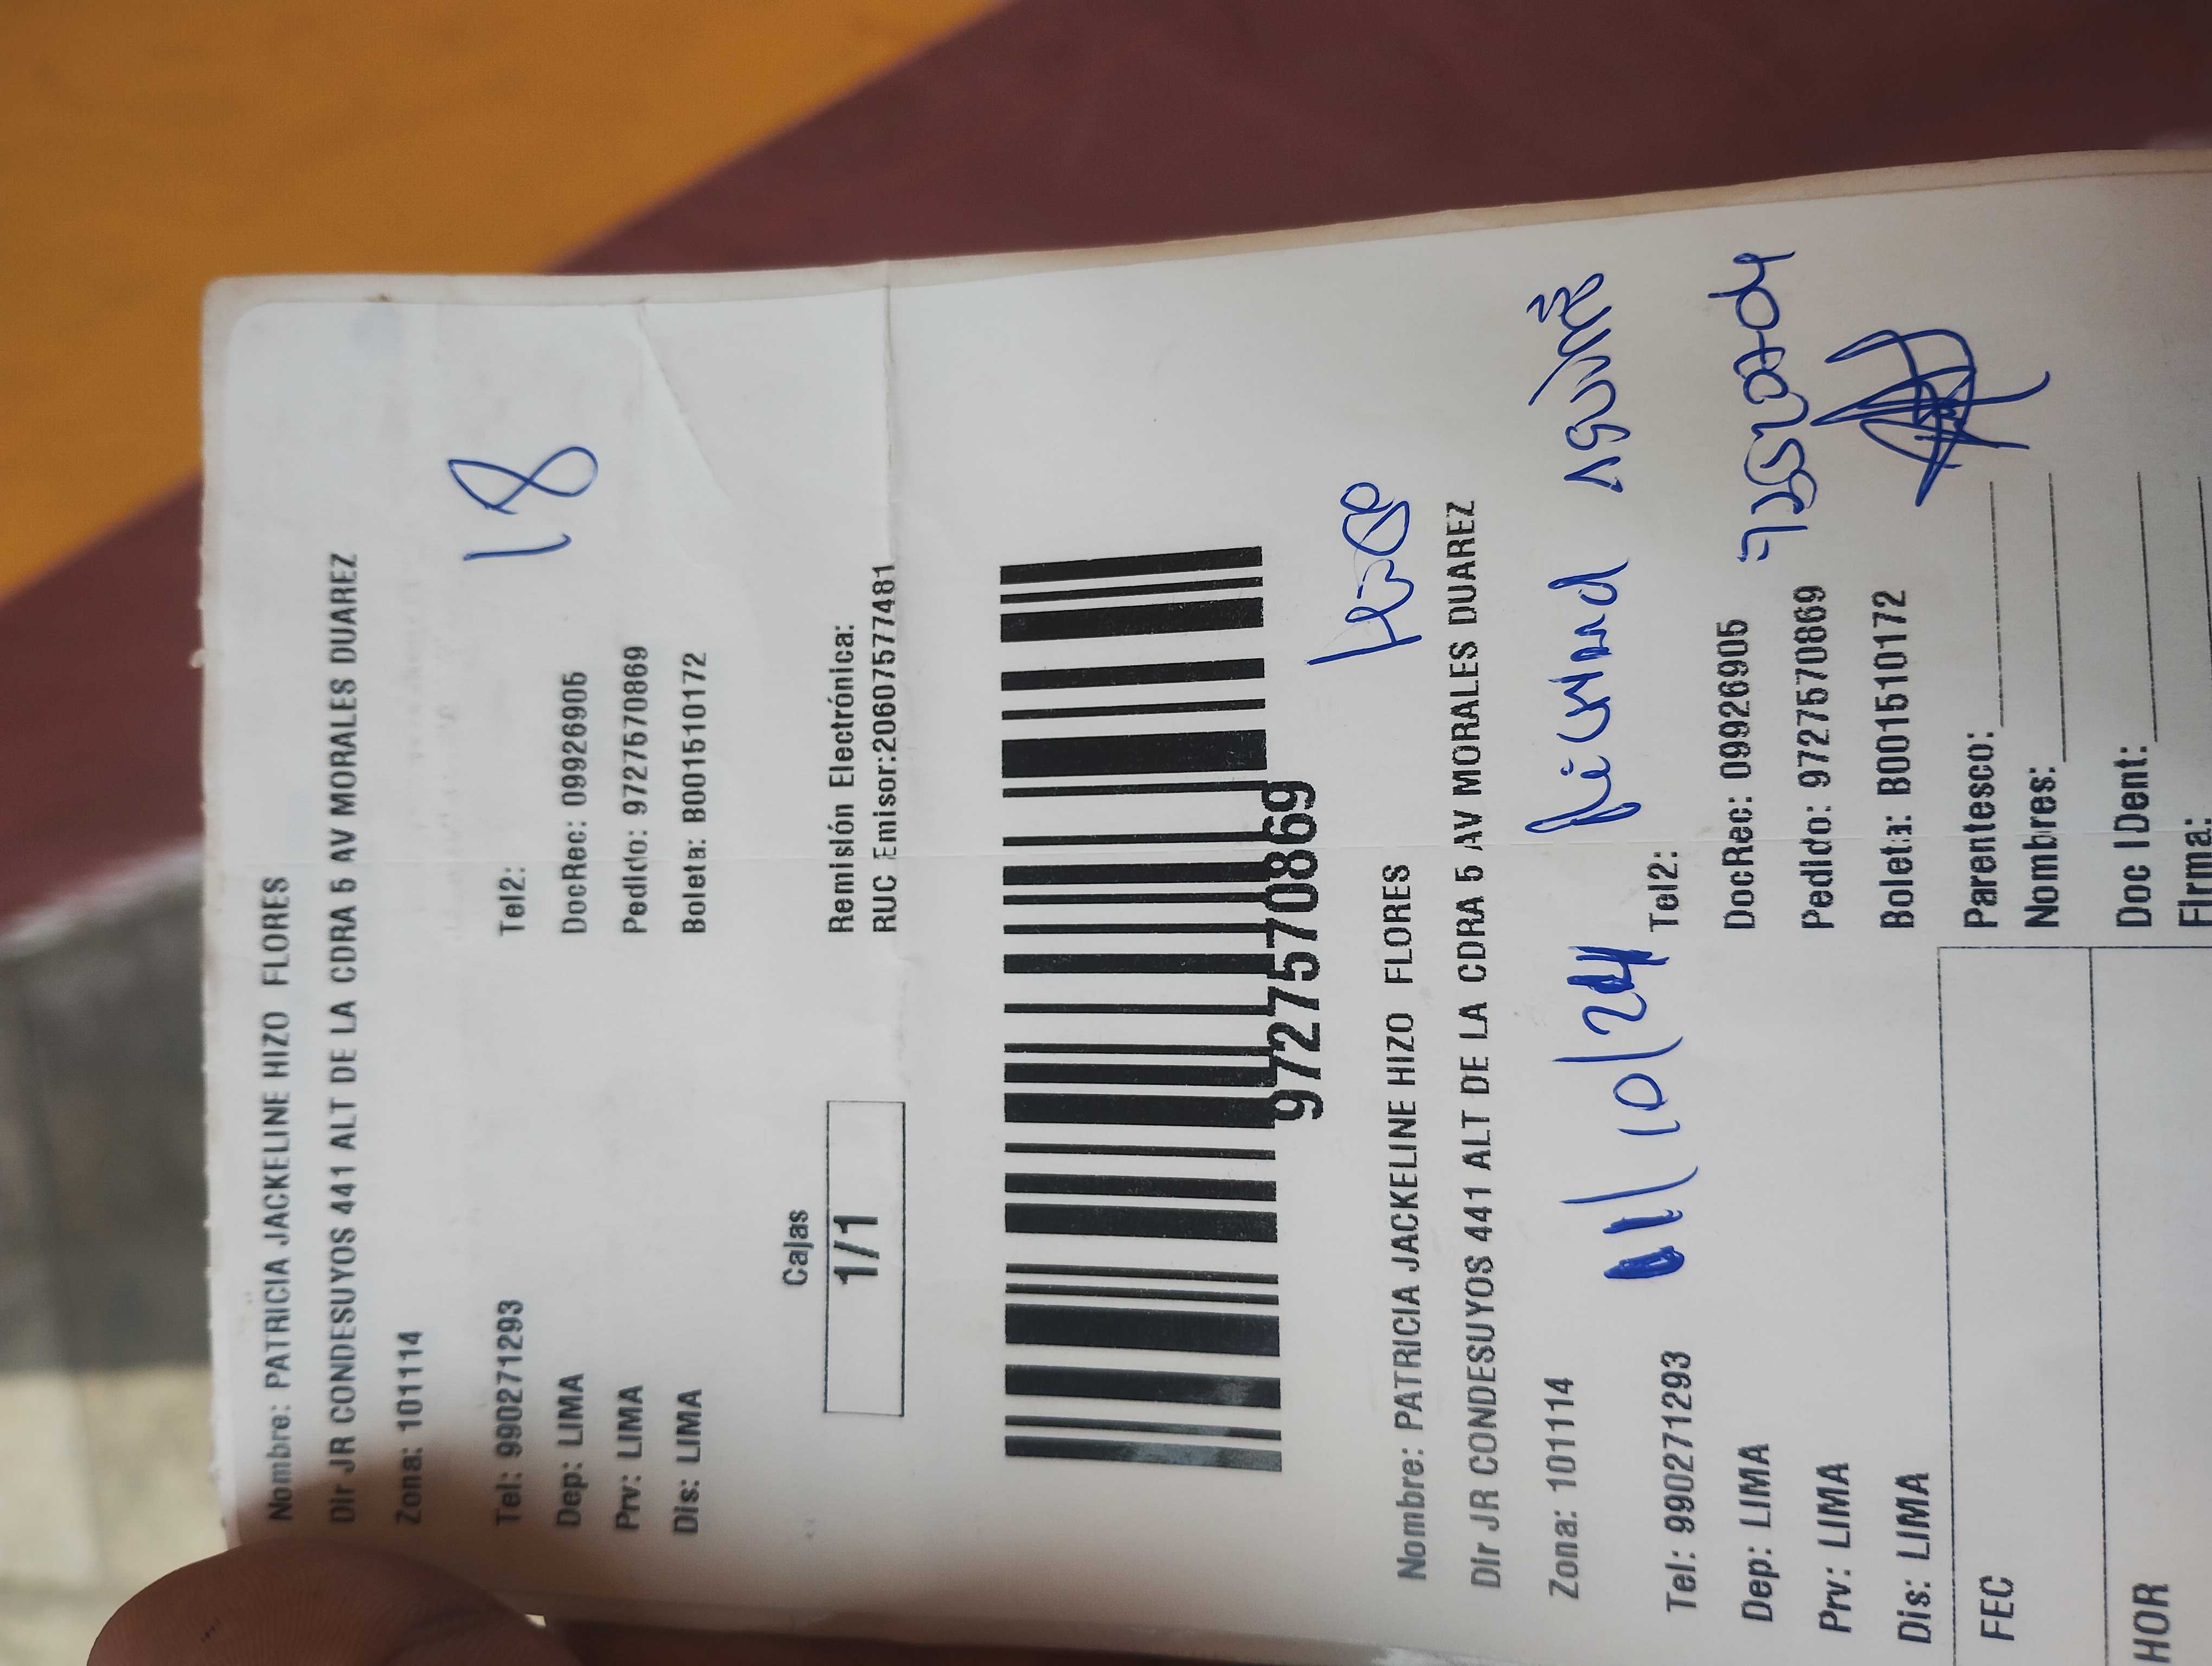 Nombre: PATRICIA JACKELINE HIZO FLORES
Dir JR CONDESUYOS 441 ALT DE LA CDRA 5 AV MORALES DUAREZ
Zona: 101114
18
Tel: 990271293 Tel2:
Dep: LIMA DocRec: 09926905
Prv: LIMA Pedido: 97275570869
Dis: LIMA Boleta: B001510172
Cajas
1/1
Remisión Electrónica:
RUC Emisor:20607577481
97275570869
Nombre: PATRICIA JACKELINE HIZO FLORES
Dir JR CONDESUYOS 441 ALT DE LA CDRA 5 AV MORALES DUAREZ
Zona: 101114
11/10/24
Tel: 990271293 Tel2:
Dep: LIMA DocRec: 09926905
Prv: LIMA Pedido: 97275570869
Dis: LIMA Boleta: B001510172
FEC Parentesco:
Nombres:
HOR Doc IDent:
Firma: